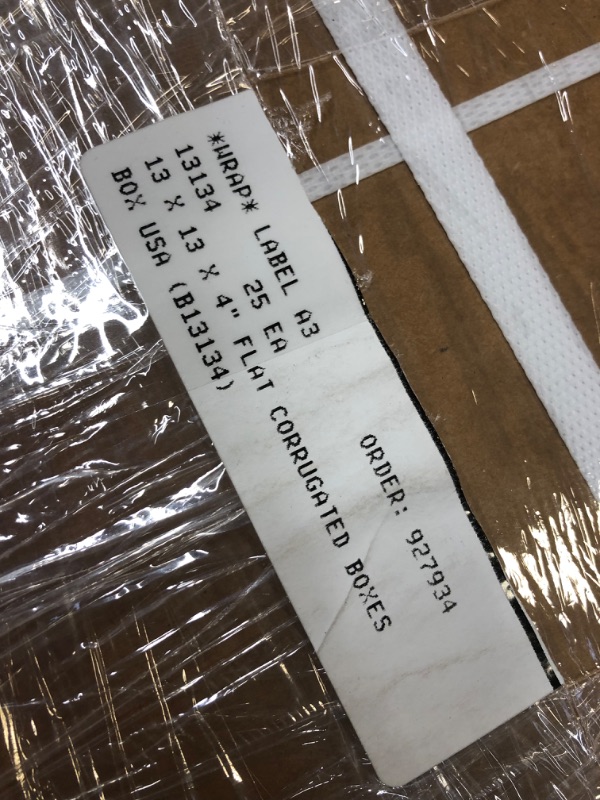 *WRAP* LABEL A3 ORDER: 927934
13134 25 EA
13 X 13 X 4" FLAT CORRUGATED BOXES
BOX USA (B13134)